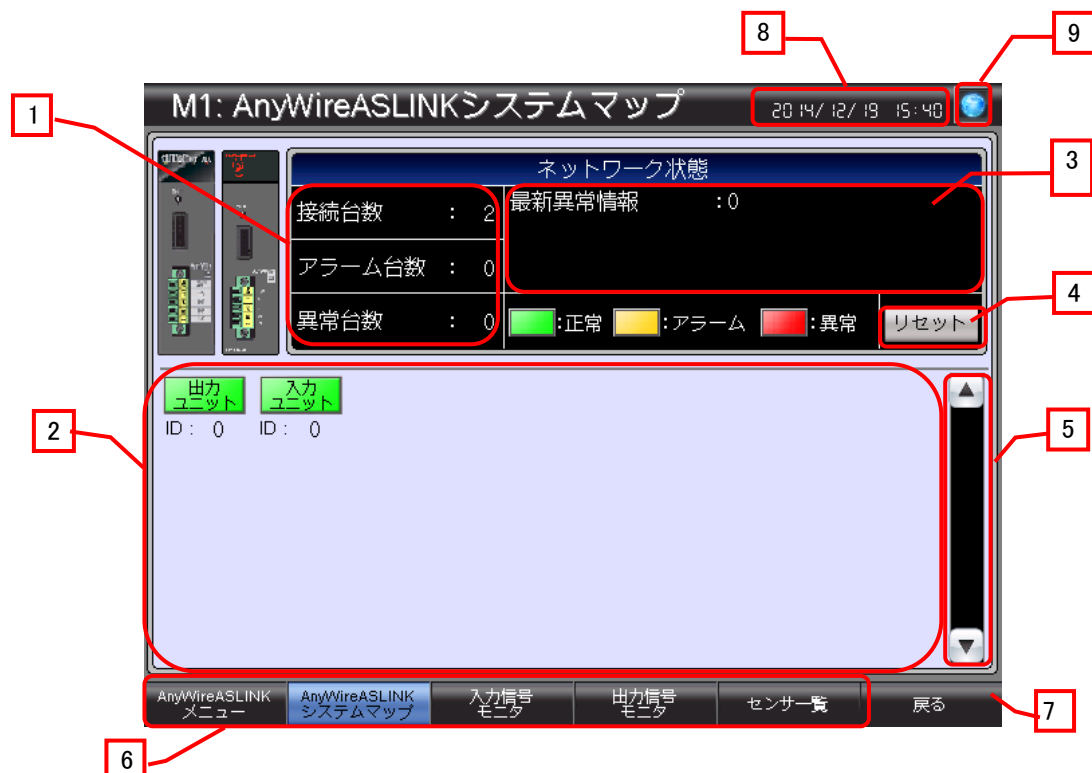 8
9
1
M1: AnyWireASLINKシステムマップ
2014/12/19 15:40
ネットワーク状態
3
接続台数 : 2
最新異常情報 :0
アラーム台数 : 0
4
異常台数 : 0
:正常 :アラーム :異常
リセット
出力
ユニット
入力
ユニット
ID : 0 ID : 0
2
5
AnyWireASLINK
メニュー
AnyWireASLINK
システムマップ
入力信号
モニタ
出力信号
モニタ
センサ一覧
戻る
7
6